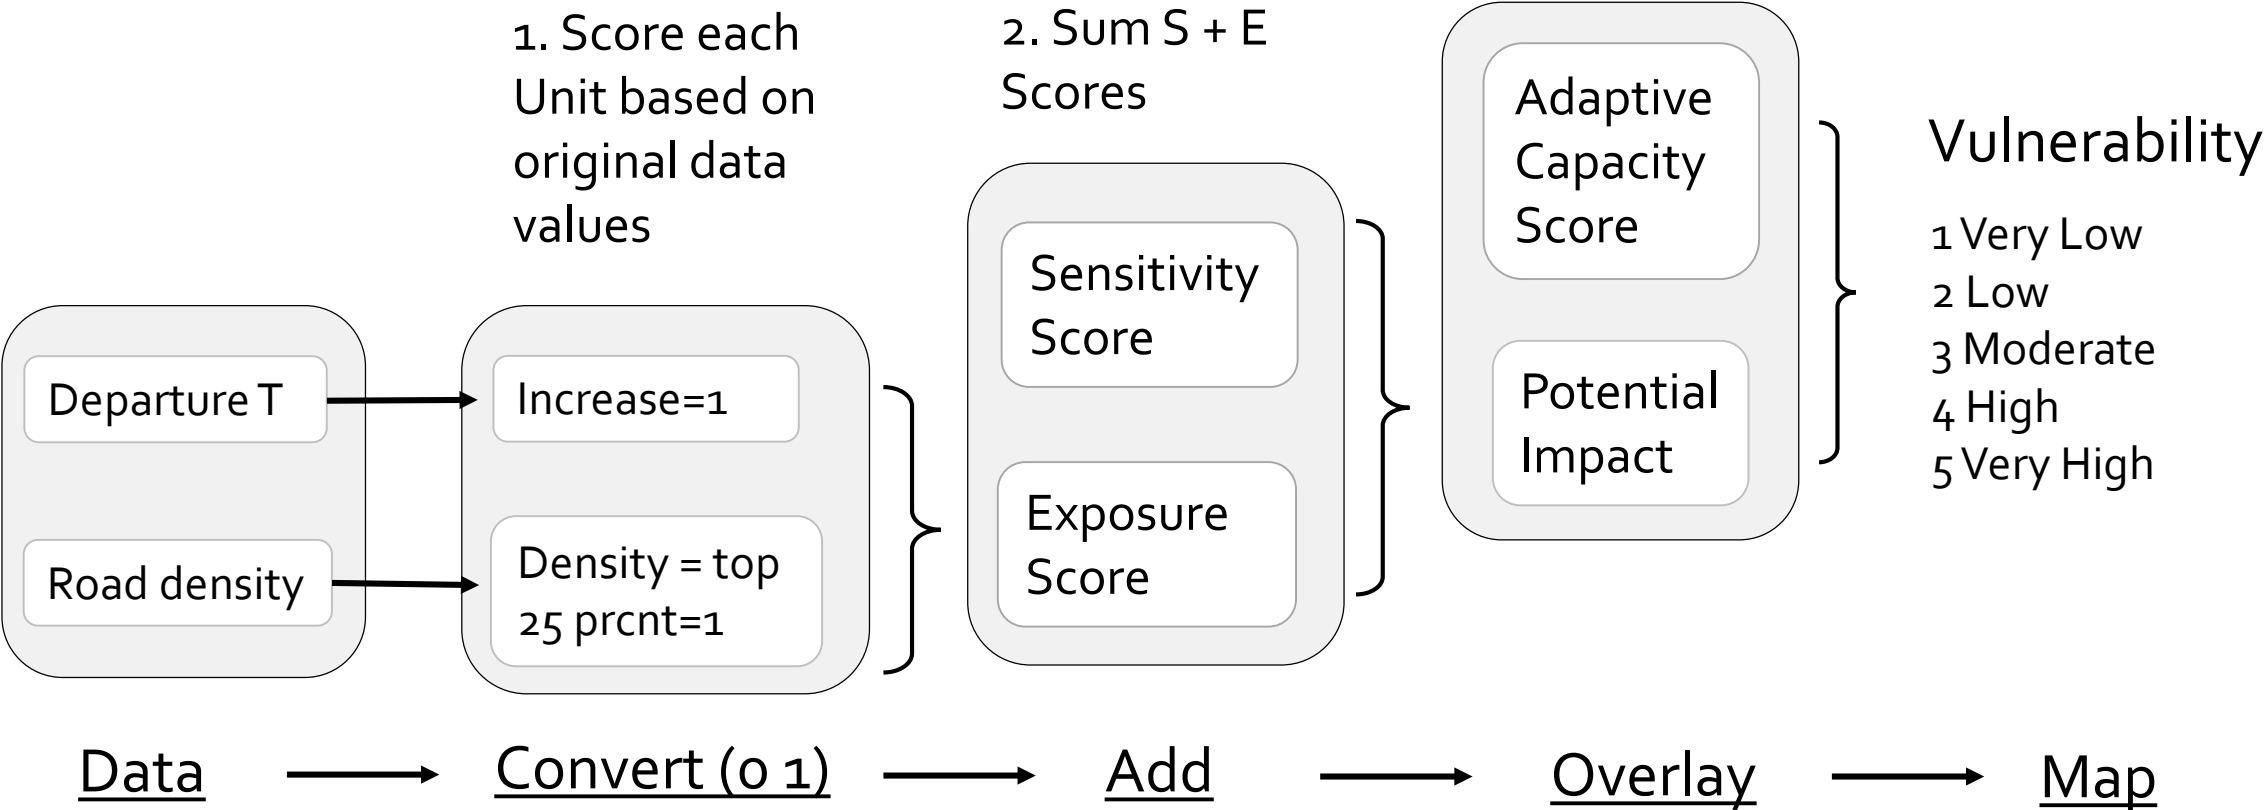 1. Score each
Unit based on
original data
values
2. Sum S + E
Scores
Departure T
Road density
Increase=1
Density = top
25 prcnt=1
Sensitivity
Score
Exposure
Score
Adaptive
Capacity
Score
Potential
Impact
Vulnerability
1 Very Low
2 Low
3 Moderate
4 High
5 Very High
Data
Convert (0 1)
Add
Overlay
Map